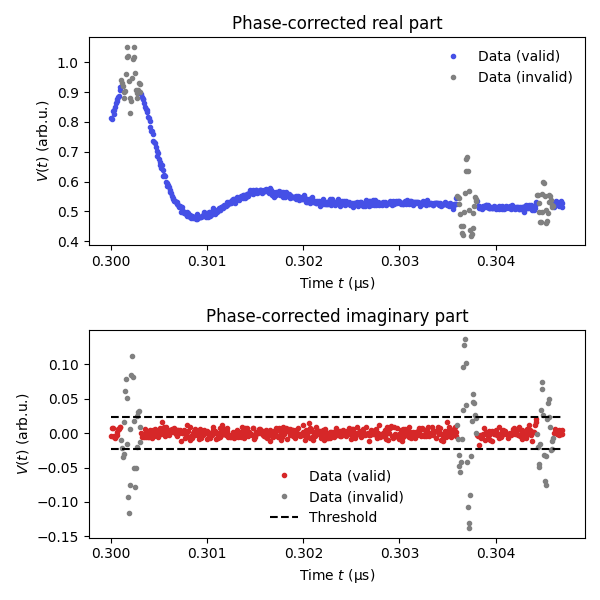 Phase-corrected real part
V(t) (arb.u.)
1.0
0.9
0.8
0.7
0.6
0.5
0.4
Data (valid)
Data (invalid)
0.300 0.301 0.302 0.303 0.304
Time t (μs)
Phase-corrected imaginary part
V(t) (arb.u.)
0.10
0.05
0.00
−0.05
−0.10
−0.15
Data (valid)
Data (invalid)
Threshold
0.300 0.301 0.302 0.303 0.304
Time t (μs)